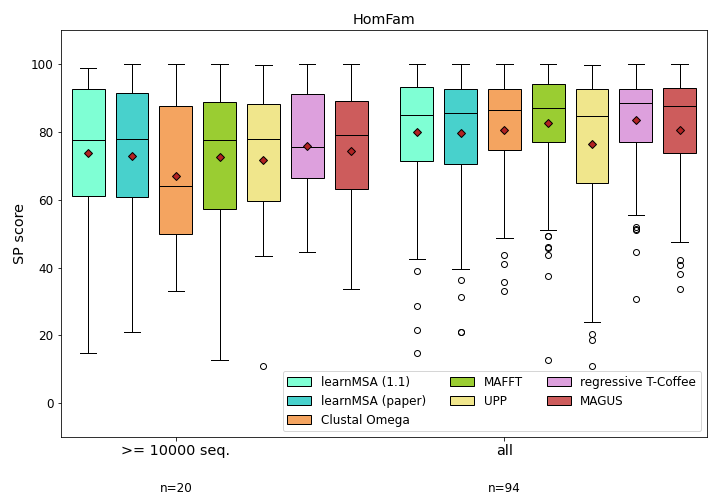 HomFam
SP score
100
80
60
40
20
0
learnMSA (1.1)
learnMSA (paper)
Clustal Omega
MAFFT
UPP
regressive T-Coffee
MAGUS
>= 10000 seq.
all
n=20
n=94